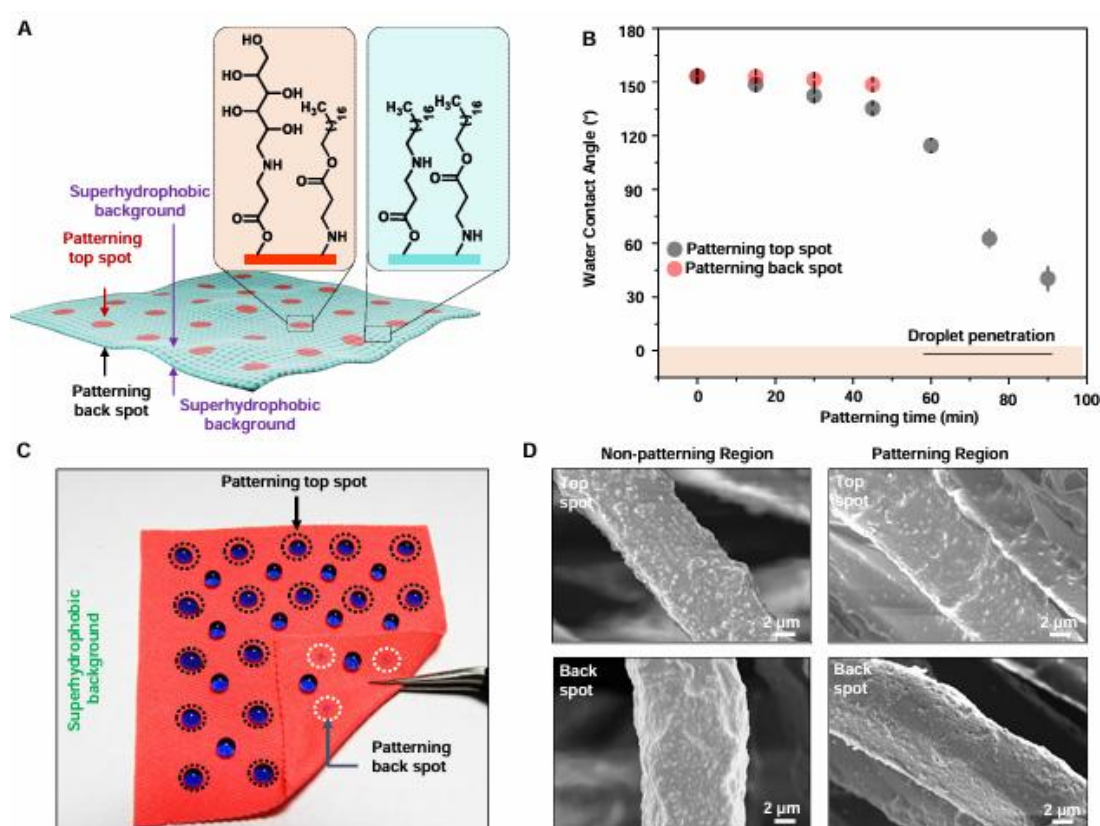 A
HO
HO
OH
HO
OH
OH
NH
O
O
H₃C
16
O
O
NH
H₃C
16
NH
O
O
H₃C
16
O
O
NH
Superhydrophobic
background
Patterning
top spot
Patterning
back spot
Superhydrophobic
background
B
180
150
120
90
60
30
0
Water Contact Angle (°)
Patterning top spot
Patterning back spot
Droplet penetration
0
20
40
60
80
100
Patterning time (min)
C
Patterning top spot
Superhydrophobic
background
Patterning
back spot
D
Non-patterning Region
Patterning Region
Top
spot
2 µm
Top
spot
2 µm
Back
spot
2 µm
Back
spot
2 µm